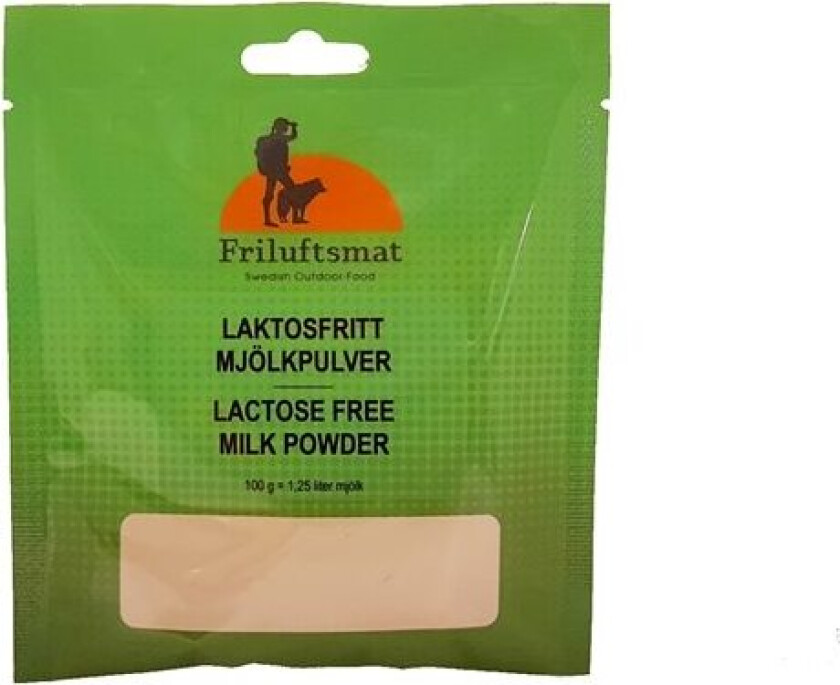 Friluftsmat
Swedish Outdoor Food
LAKTOSFRITT
MJÖLKPULVER
LACTOSE FREE
MILK POWDER
100 g = 1,25 liter mjölk